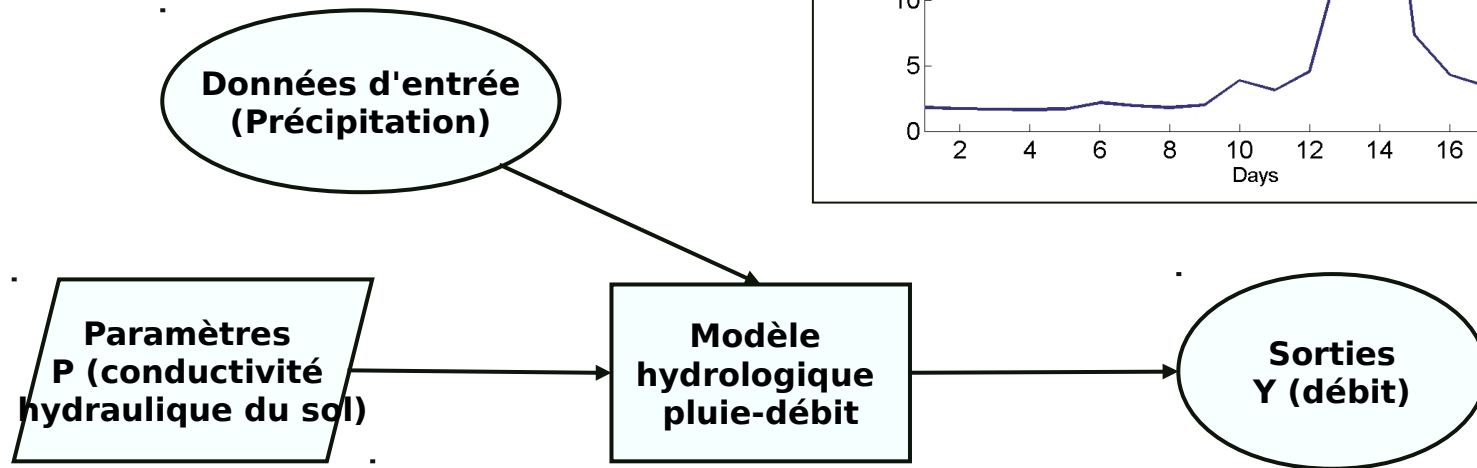 10
5
0
2 4 6 8 10 12 14 16
Days
Données d'entrée
(Précipitation)
Paramètres
P (conductivité
hydraulique du sol)
Modèle
hydrologique
pluie-débit
Sorties
Y (débit)